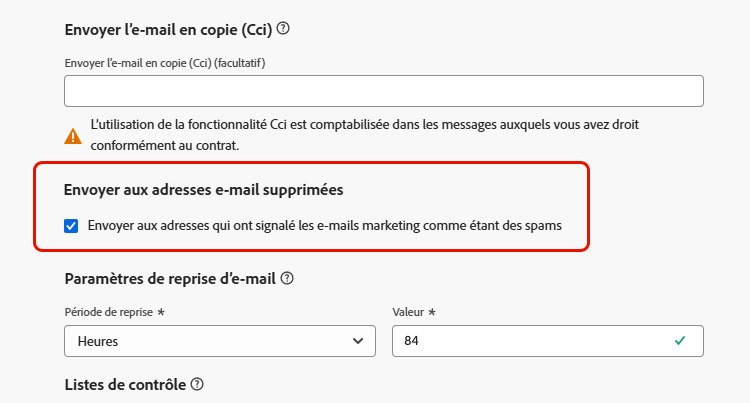 Envoyer l’e-mail en copie (Cci)
Envoyer l’e-mail en copie (Cci) (facultatif)
L’utilisation de la fonctionnalité Cci est comptabilisée dans les messages auxquels vous avez droit
conformément au contrat.
Envoyer aux adresses e-mail supprimées
Envoyer aux adresses qui ont signalé les e-mails marketing comme étant des spams
Paramètres de reprise d’e-mail
Période de reprise *
Valeur *
Heures
84
Listes de contrôle